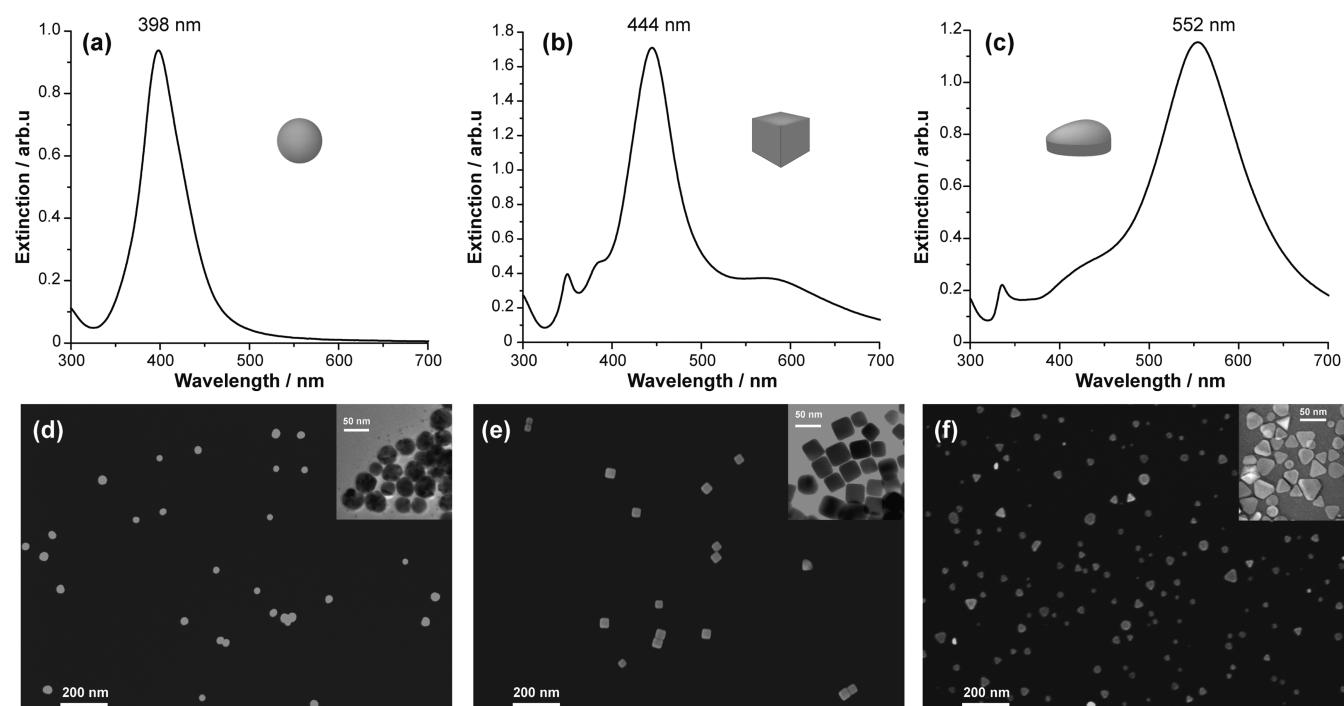 398 nm
(a)
Extinction / arb.u
1.0
0.8
0.6
0.4
0.2
0
300
400
500
600
700
Wavelength / nm
444 nm
(b)
Extinction / arb.u
1.8
1.6
1.4
1.2
1.0
0.8
0.6
0.4
0.2
0
300
400
500
600
700
Wavelength / nm
552 nm
(c)
Extinction / arb.u
1.2
1.0
0.8
0.6
0.4
0.2
0
300
400
500
600
700
Wavelength / nm
(d)
50 nm
200 nm
(e)
50 nm
200 nm
(f)
50 nm
200 nm